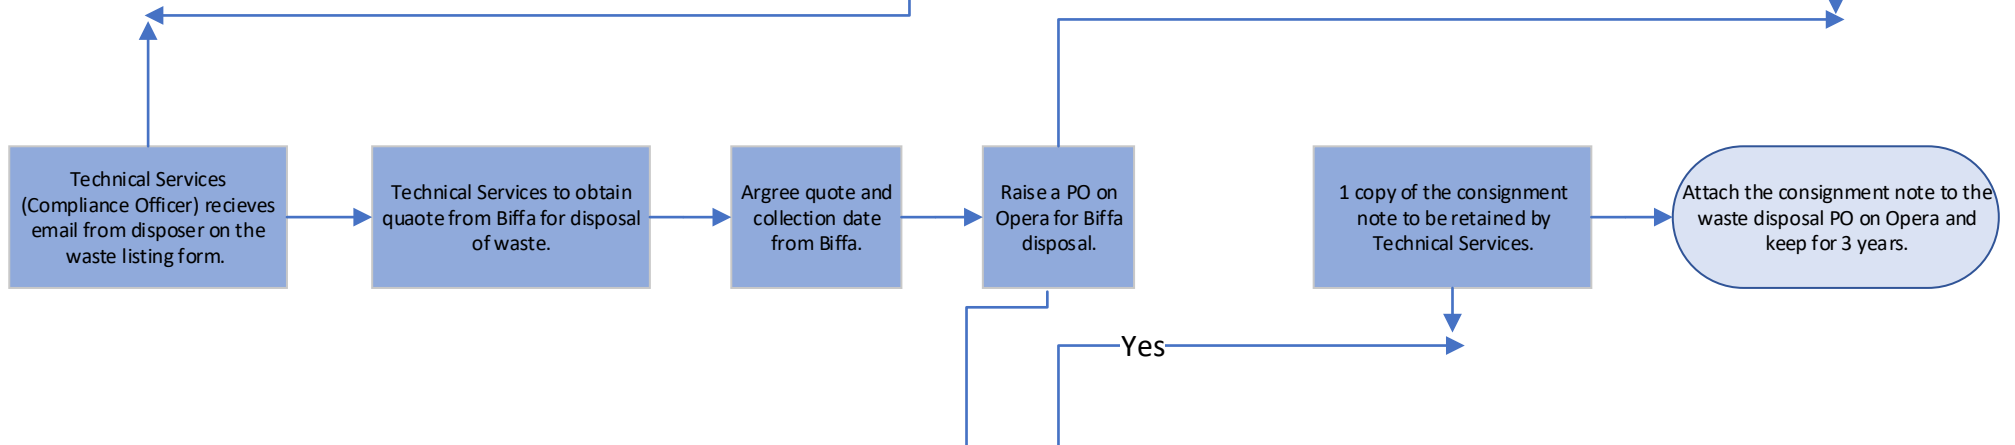 Technical Services
(Compliance Officer) recieves
email from disposer on the
waste listing form.
Technical Services to obtain
quaote from Biffa for disposal
of waste.
Argree quote and
collection date
from Biffa.
Raise a PO on
Opera for Biffa
disposal.
1 copy of the consignment
note to be retained by
Technical Services.
Attach the consignment note to the
waste disposal PO on Opera and
keep for 3 years.
Yes